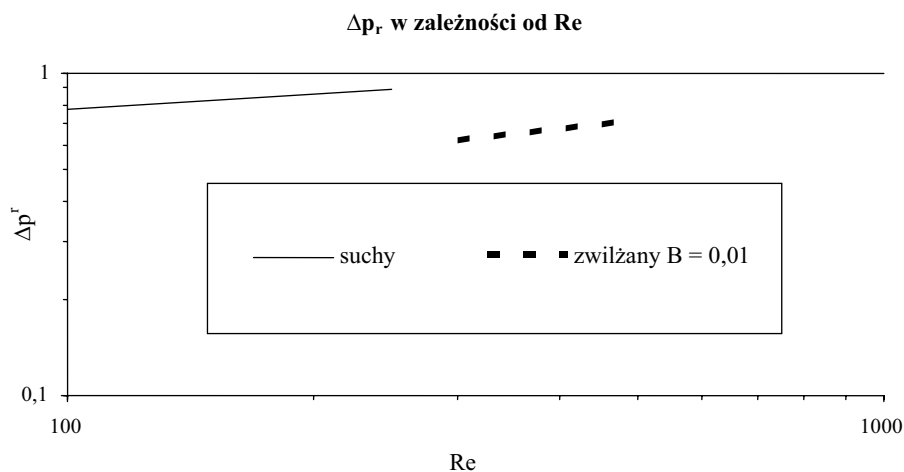 Δpr w zależności od Re
1
Δpr
suchy
zwilżany B = 0,01
0,1
100
1000
Re